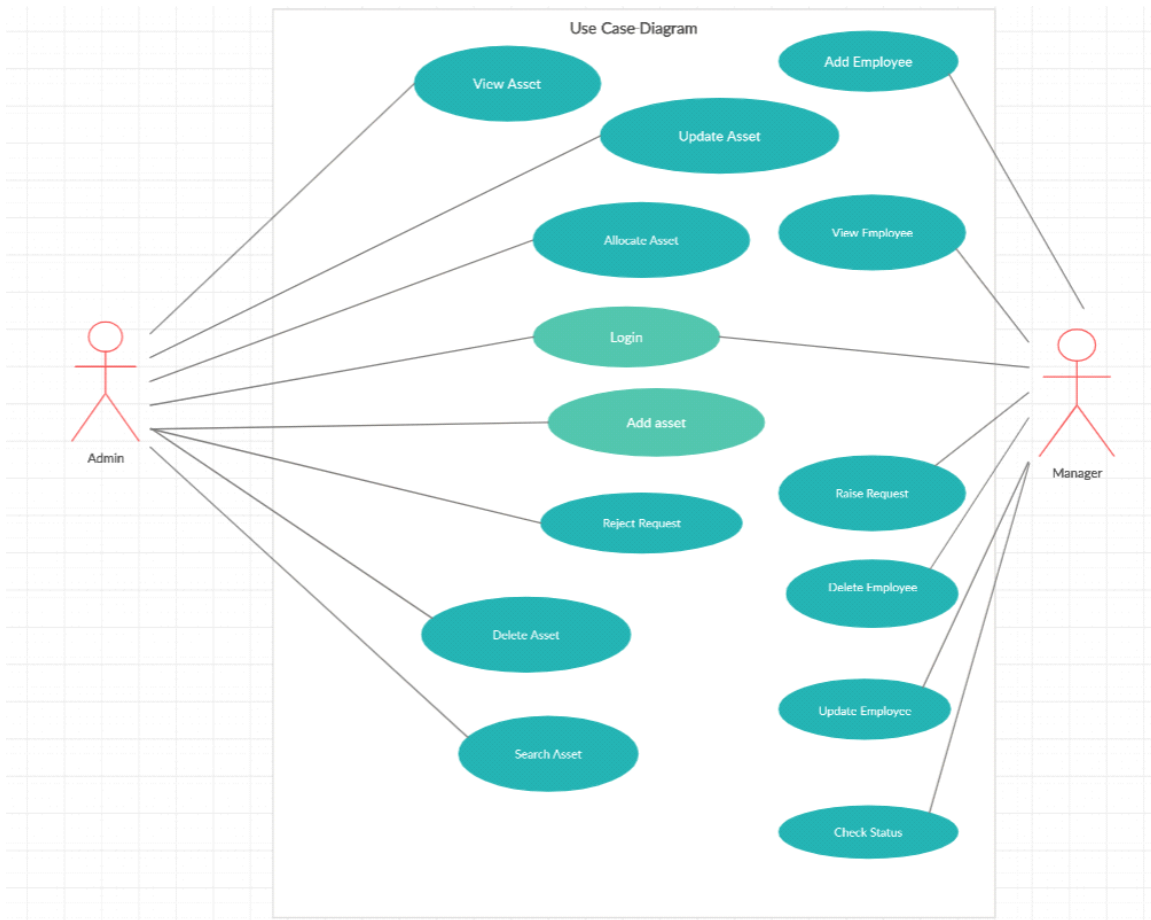 Use Case Diagram
View Asset
Add Employee
Update Asset
Allocate Asset
View Employee
Login
Add asset
Admin
Manager
Raise Request
Reject Request
Delete Employee
Delete Asset
Update Employee
Search Asset
Check Status